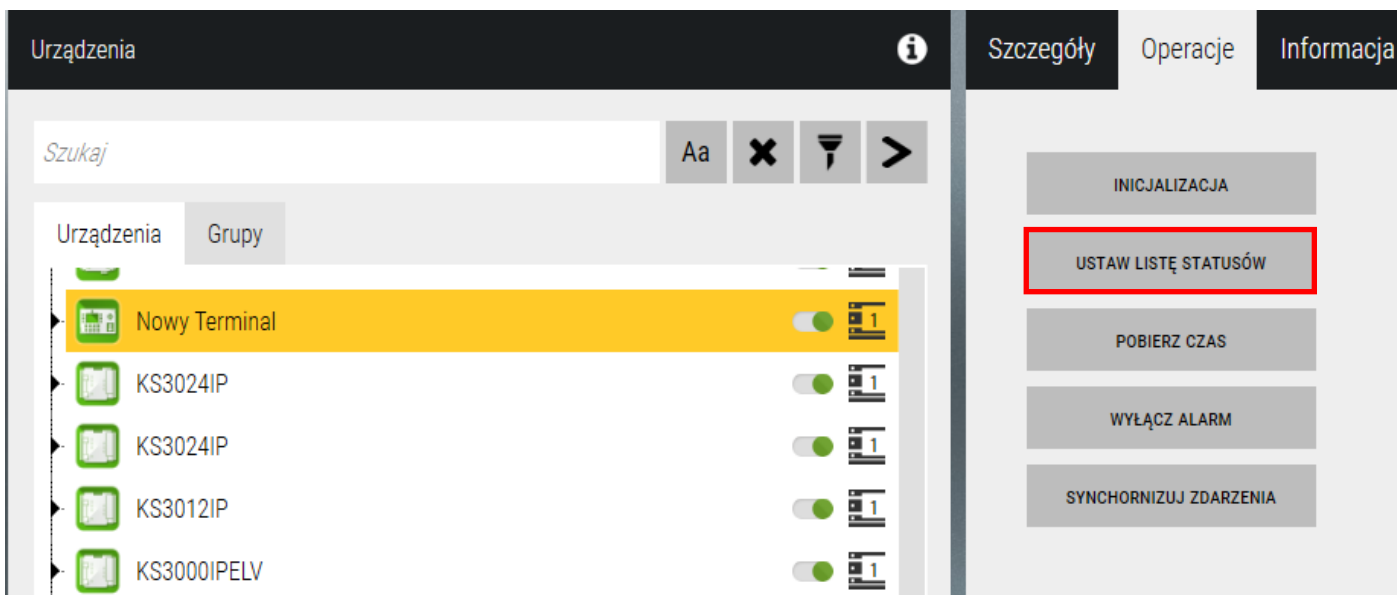 Urządzenia
Szczegóły Operacje Informacja
Szukaj
Aa
Urządzenia Grupy
Nowy Terminal 1
KS3024IP 1
KS3024IP 1
KS3012IP 1
KS3000IPELV 1
INICJALIZACJA
USTAW LISTĘ STATUSÓW
POBIERZ CZAS
WYŁĄCZ ALARM
SYNCHORNIZUJ ZDARZENIA